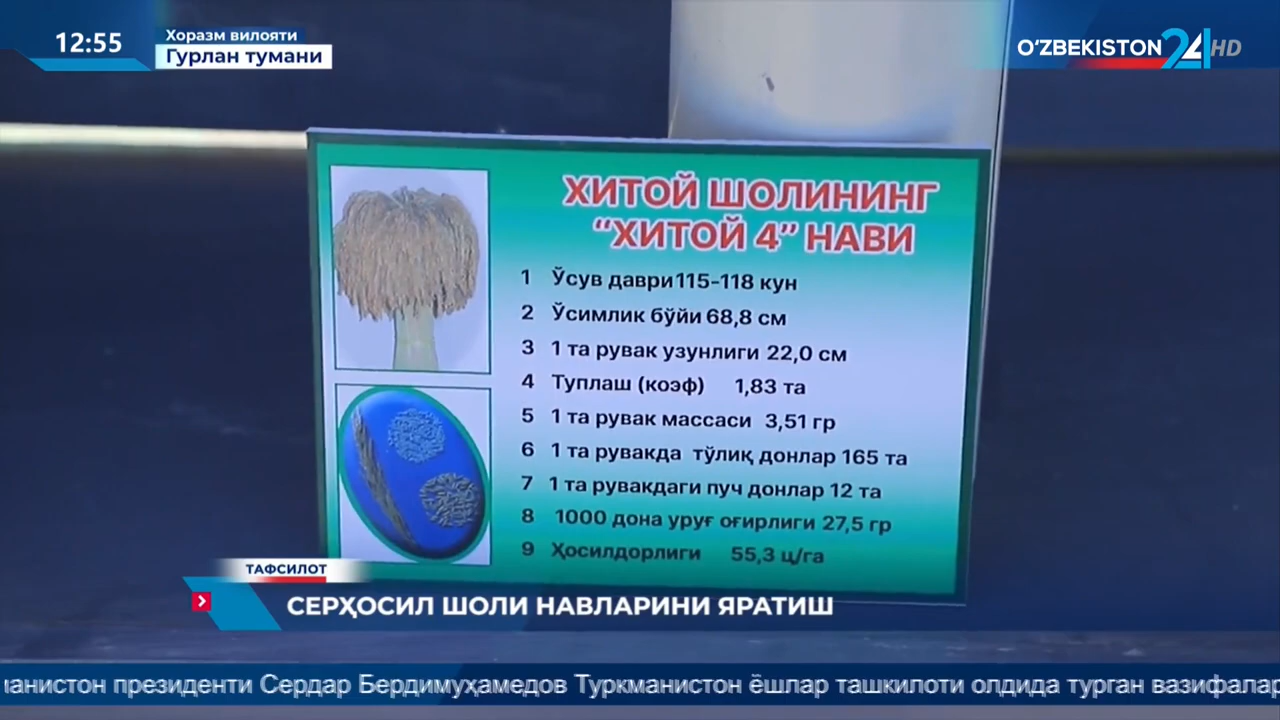 12:55
Хоразм вилояти
Гурлан тумани
O‘ZBEKISTON 24 HD
ХИТОЙ ШОЛИНИНГ
“ХИТОЙ 4” НАВИ
1 Ўсув даври 115-118 кун
2 Ўсимлик бўйи 68,8 см
3 1 та рувак узунлиги 22,0 см
4 Туплаш (коэф) 1,83 та
5 1 та рувак массаси 3,51 гр
6 1 та рувакда тўлиқ донлар 165 та
7 1 та рувакдаги пуч донлар 12 та
8 1000 дона уруғ оғирлиги 27,5 гр
9 Ҳосилдорлиги 55,3 ц/га
ТАФСИЛОТ
СЕРҲОСИЛ ШОЛИ НАВЛАРИНИ ЯРАТИШ
манистон президенти Сердар Бердимуҳамедов Туркманистон ёшлар ташкилоти олдида турган вазифалар